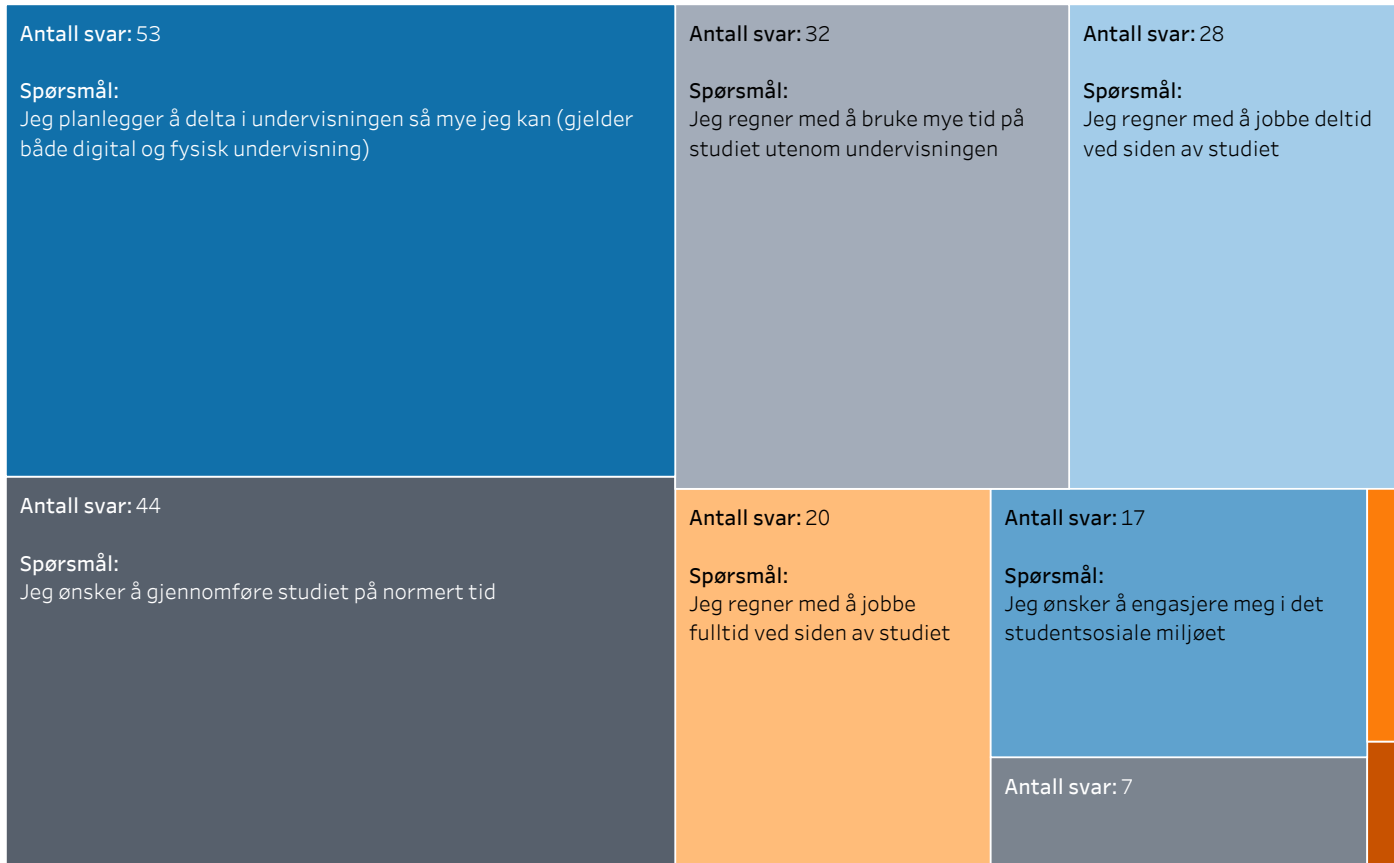 Antall svar: 53
Spørsmål:
Jeg planlegger å delta i undervisningen så mye jeg kan (gjelder
både digital og fysisk undervisning)
Antall svar: 44
Spørsmål:
Jeg ønsker å gjennomføre studiet på normert tid
Antall svar: 32
Spørsmål:
Jeg regner med å bruke mye tid på
studiet utenom undervisningen
Antall svar: 28
Spørsmål:
Jeg regner med å jobbe deltid
ved siden av studiet
Antall svar: 20
Spørsmål:
Jeg regner med å jobbe
fulltid ved siden av studiet
Antall svar: 17
Spørsmål:
Jeg ønsker å engasjere meg i det
studentsosiale miljøet
Antall svar: 7